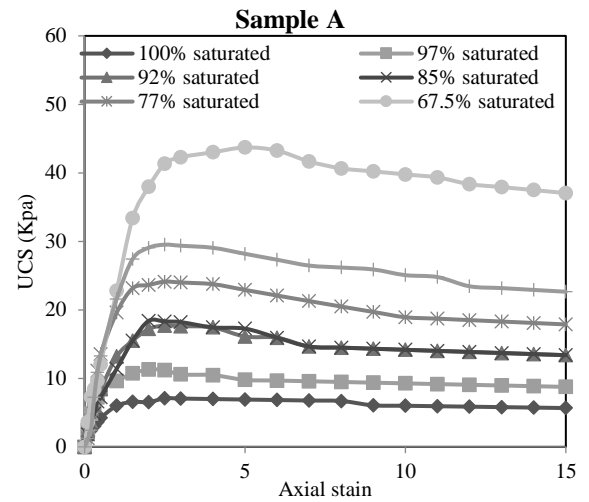 Sample A
60
50
40
30
20
10
0
UCS (Kpa)
100% saturated
97% saturated
92% saturated
85% saturated
77% saturated
67.5% saturated
0
5
10
15
Axial stain